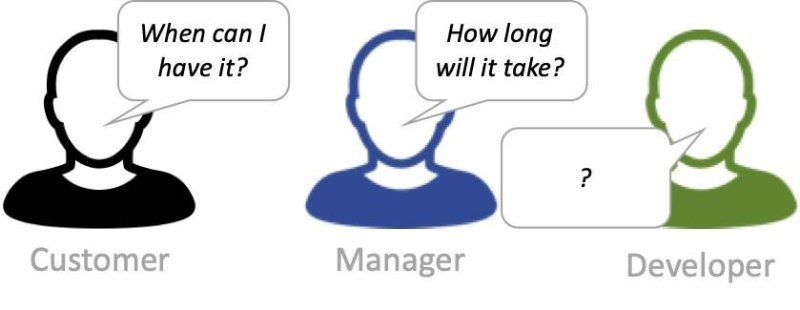 When can I
have it?
How long
will it take?
?
Customer
Manager
Developer